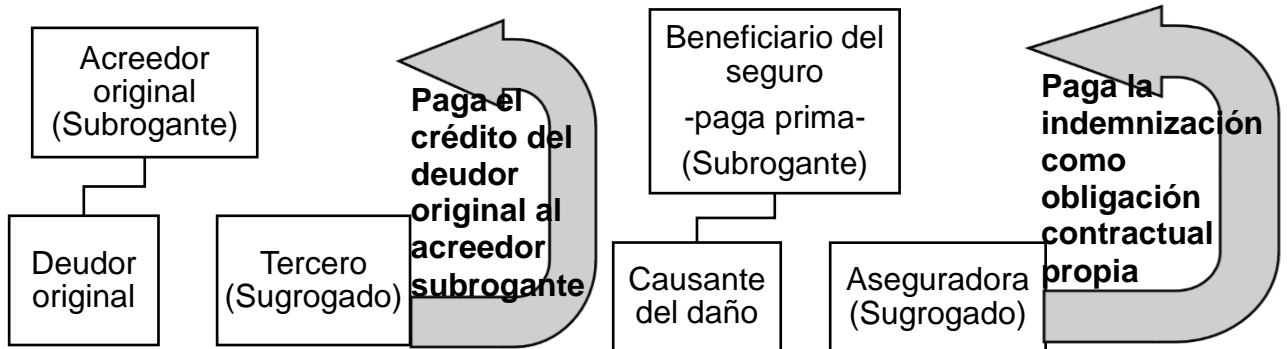 Acreedor
original
(Subrogante)
Deudor
original
Tercero
(Sugrogado)
Paga el
crédito del
deudor
original al
acreedor
subrogante
Beneficiario del
seguro
-paga prima-
(Subrogante)
Causante
del daño
Aseguradora
(Sugrogado)
Paga la
indemnización
como
obligación
contractual
propia